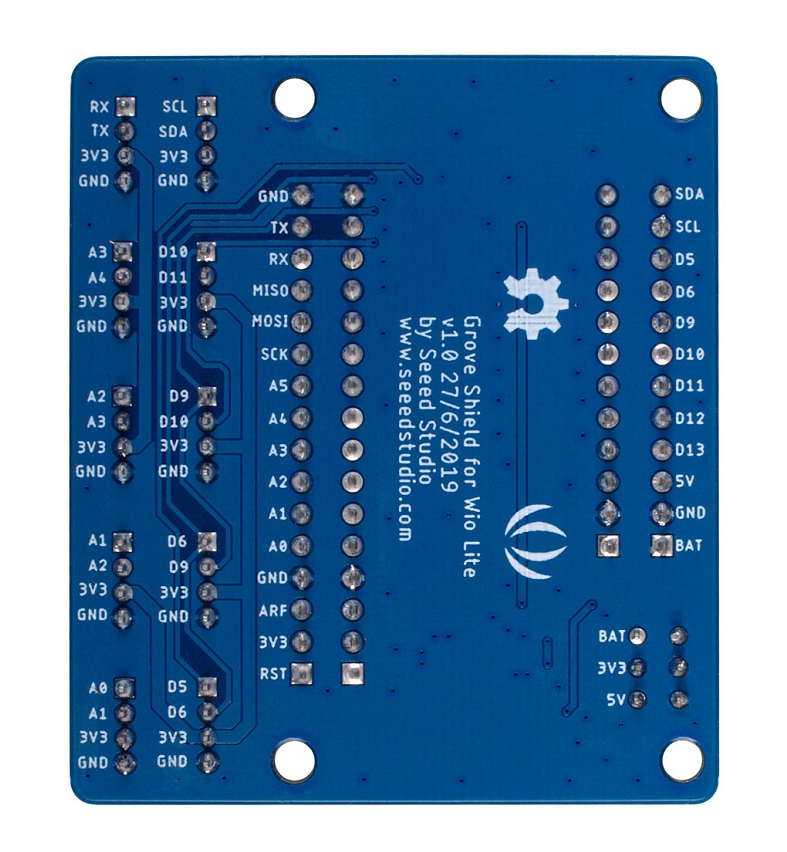 RX
TX
3V3
GND
SCL
SDA
3V3
GND
A3
A4
3V3
GND
D10
D11
3V3
GND
A2
A3
3V3
GND
D9
D10
3V3
GND
A1
A2
3V3
GND
D6
D9
3V3
GND
A0
A1
3V3
GND
D5
D6
3V3
GND
GND
TX
RX
MISO
MOSI
SCK
A5
A4
A3
A2
A1
A0
GND
ARF
3V3
RST
Grove Shield for Wio Lite
v1.0 27/6/2019
by Seeed Studio
www.seeedstudio.com
SDA
SCL
D5
D6
D9
D10
D11
D12
D13
5V
GND
BAT
BAT
3V3
5V